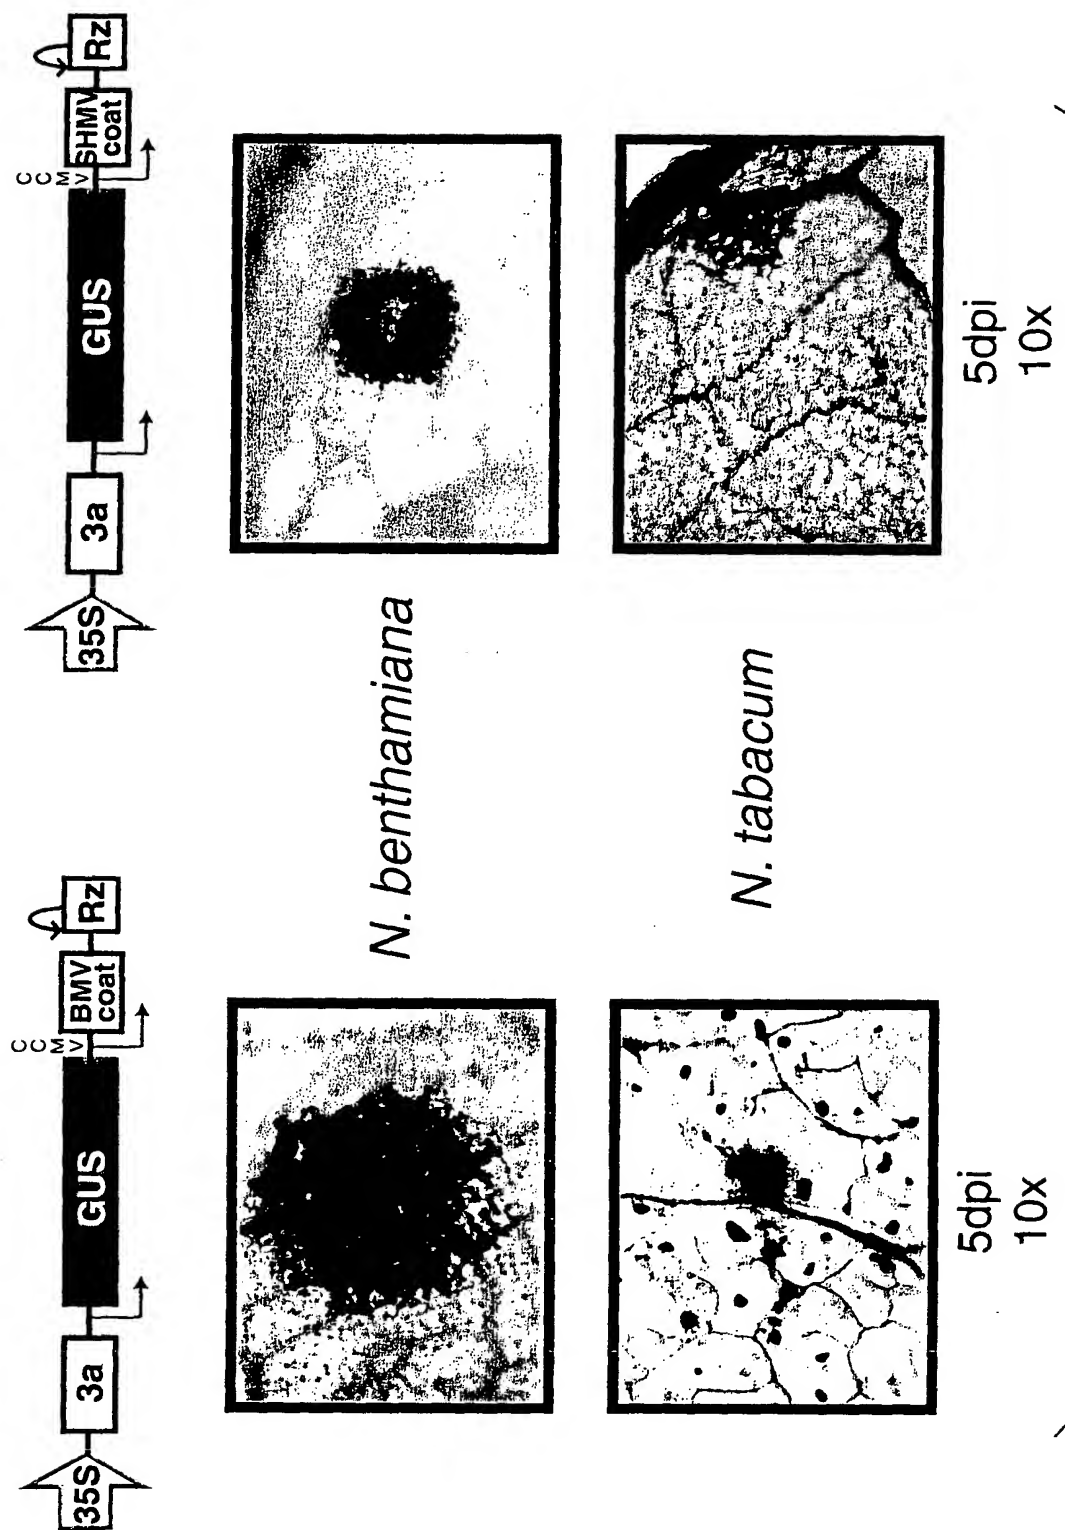 35S 3a GUS CCMV BMV coat Rz
35S 3a GUS CCMV SHMV coat Rz
N. benthamiana
N. tabacum
5dpi
10x
5dpi
10x